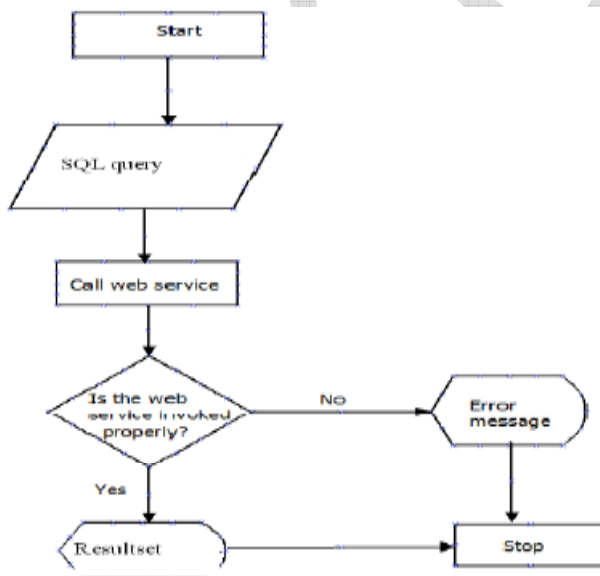 Start
SQL query
Call web service
Is the web
service invoked
properly?
No
Error
message
Yes
Resultset
Stop